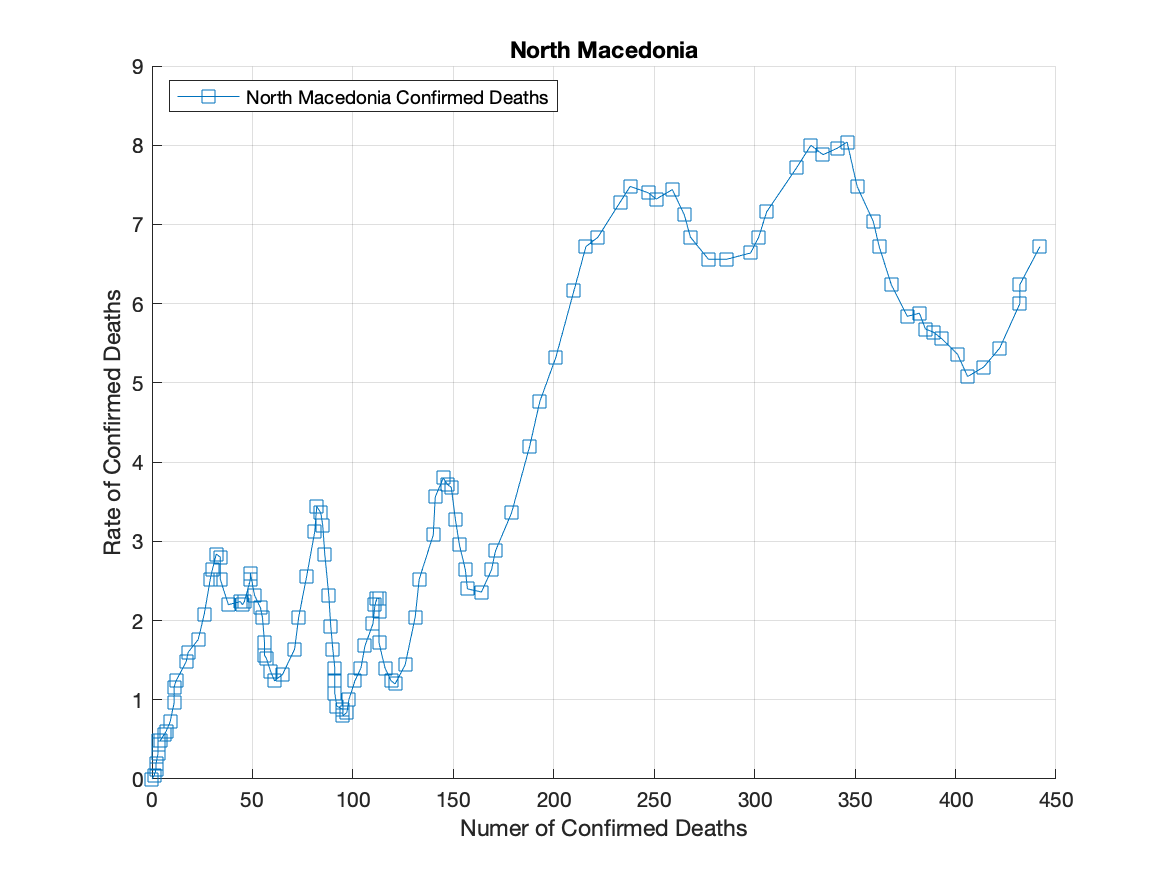 North Macedonia
North Macedonia Confirmed Deaths
Rate of Confirmed Deaths
9
8
7
6
5
4
3
2
1
0
0 50 100 150 200 250 300 350 400 450
Numer of Confirmed Deaths